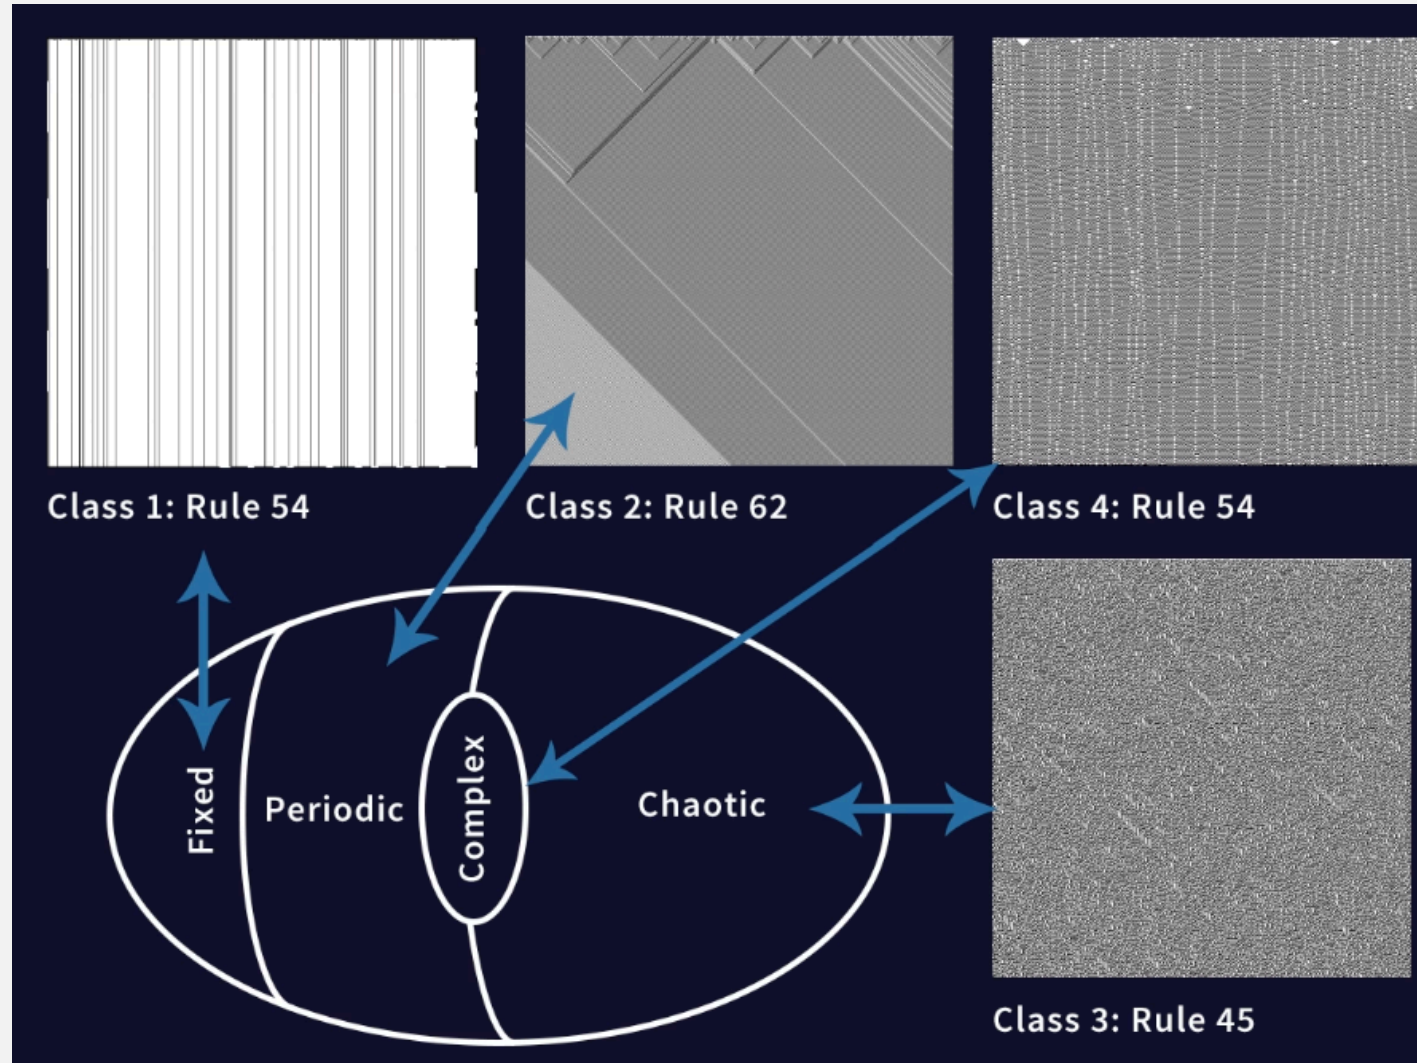 Class 1: Rule 54
Class 2: Rule 62
Class 4: Rule 54
Fixed
Periodic
Complex
Chaotic
Class 3: Rule 45